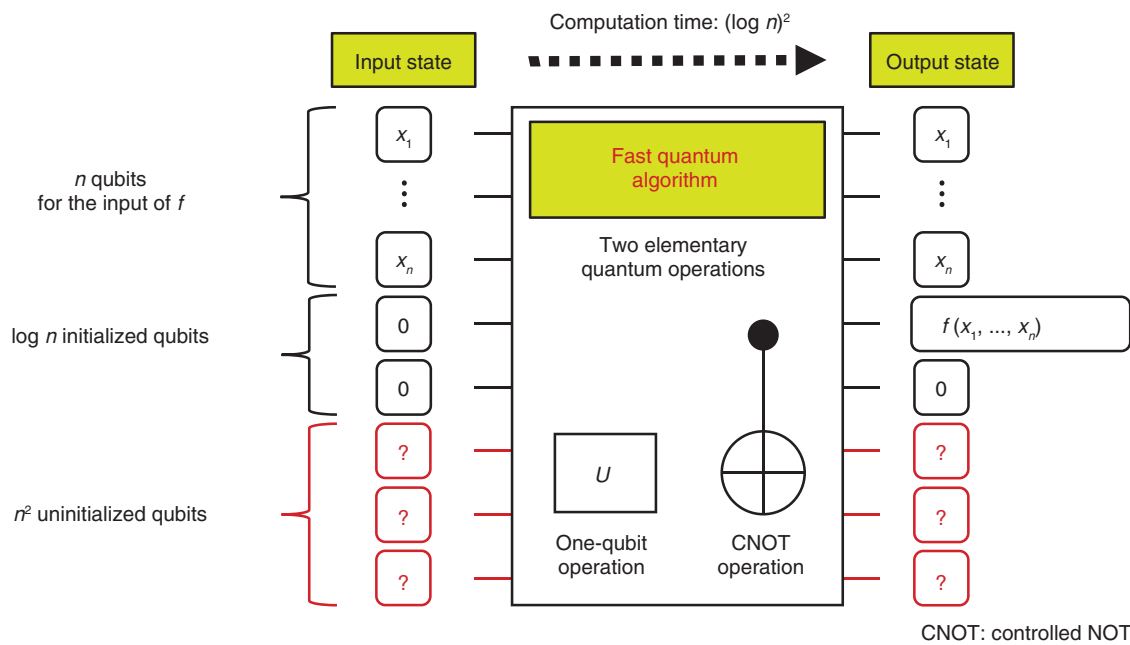 Computation time: (log n)²
Input state
Output state
n qubits
for the input of f
x₁
⋮
xₙ
Fast quantum
algorithm
Two elementary
quantum operations
x₁
⋮
xₙ
log n initialized qubits
0
0
f (x₁, ..., xₙ)
0
n² uninitialized qubits
?
?
?
U
One-qubit
operation
CNOT
operation
?
?
?
CNOT: controlled NOT